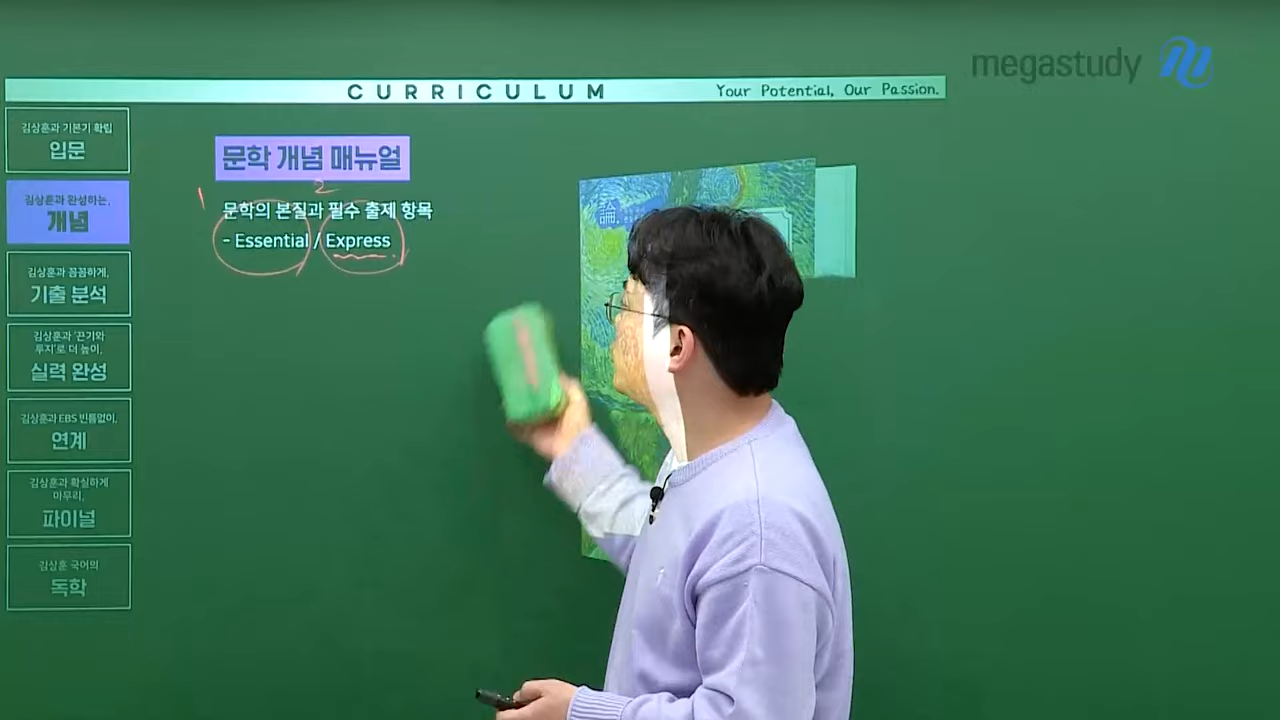 megastudy
CURRICULUM
Your Potential, Our Passion.
김상훈과 기본기 확립
입문
김상훈과 완성하는,
개념
김상훈과 꼼꼼하게,
기출 분석
김상훈과 '끈기와
투지'로 더 높이,
실력 완성
김상훈과 EBS 빈틈없이,
연계
김상훈과 확실하게
마무리,
파이널
김상훈 국어의
독학
문학 개념 매뉴얼
1
2
문학의 본질과 필수 출제 항목
- Essential / Express
論.